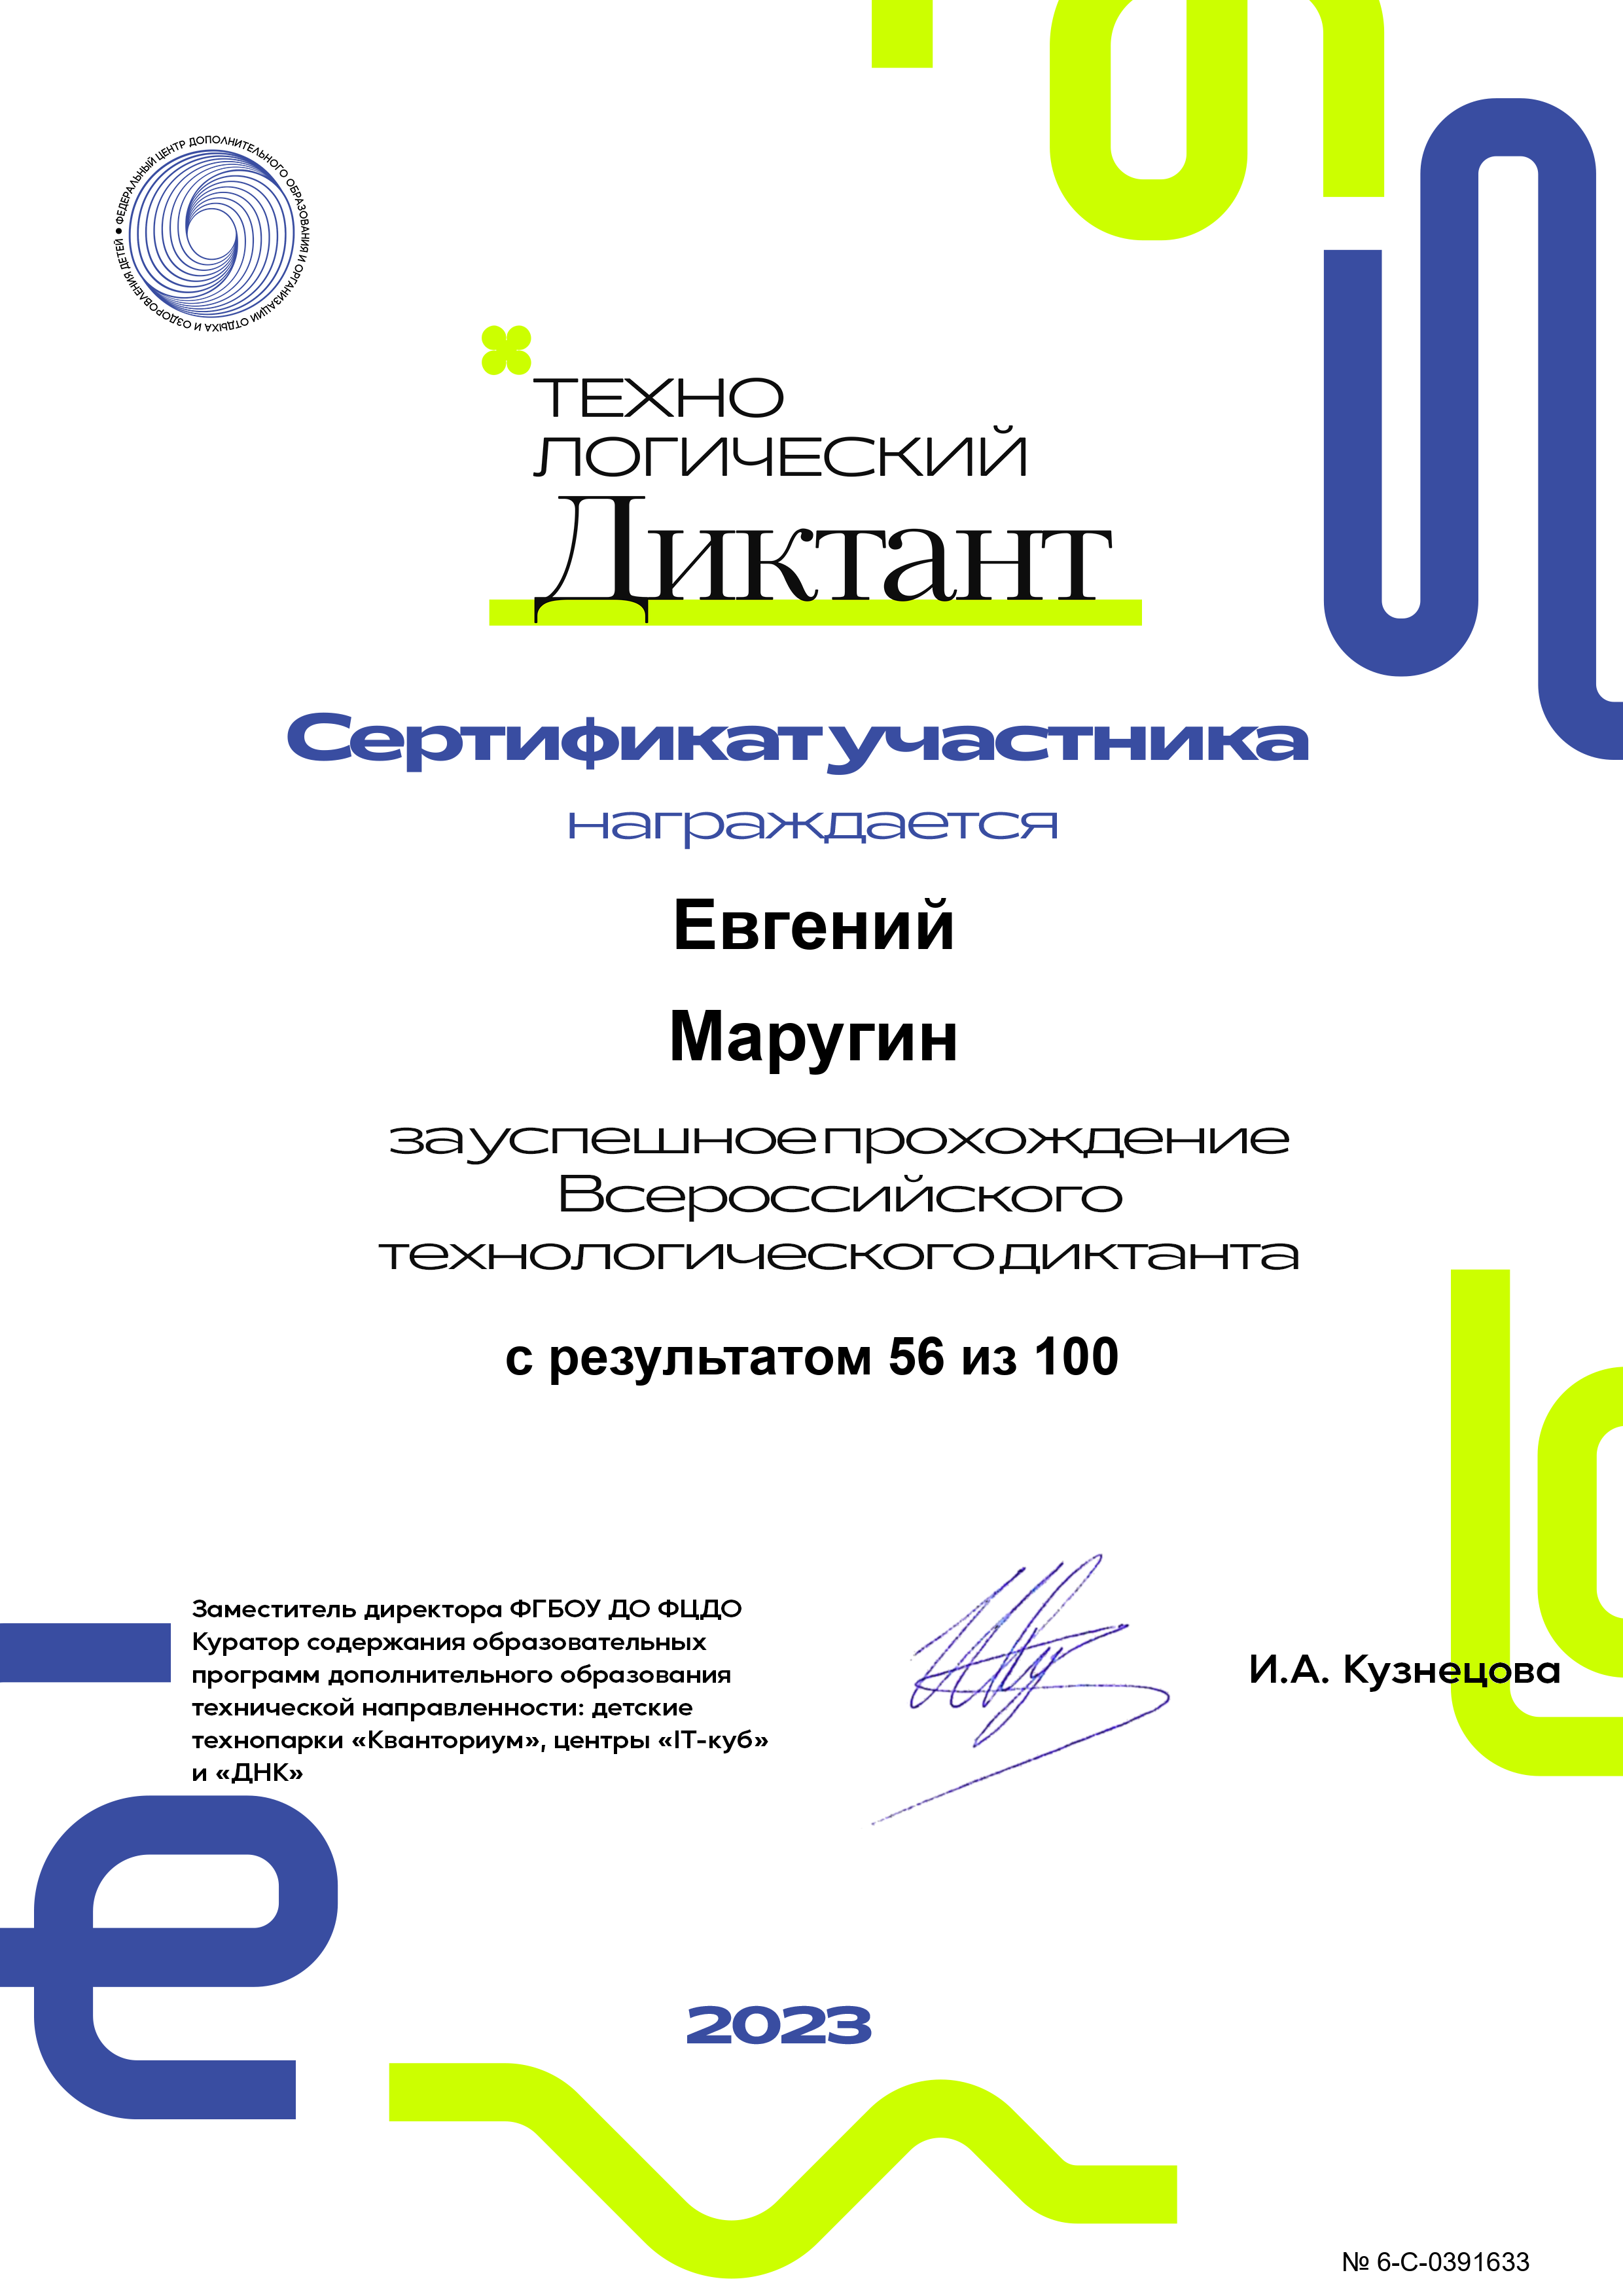 ФЕДЕРАЛЬНЫЙ ЦЕНТР ДОПОЛНИТЕЛЬНОГО ОБРАЗОВАНИЯ И ОРГАНИЗАЦИИ ОТДЫХА И ОЗДОРОВЛЕНИЯ ДЕТЕЙ •
ТЕХНО
ЛОГИЧЕСКИЙ
Диктант
Сертификат участника
награждается
Евгений
Маругин
за успешное прохождение
Всероссийского
технологического диктанта
с результатом 56 из 100
Заместитель директора ФГБОУ ДО ФЦДО
Куратор содержания образовательных
программ дополнительного образования
технической направленности: детские
технопарки «Кванториум», центры «IT-куб»
и «ДНК»
И.А. Кузнецова
2023
№ 6-С-0391633